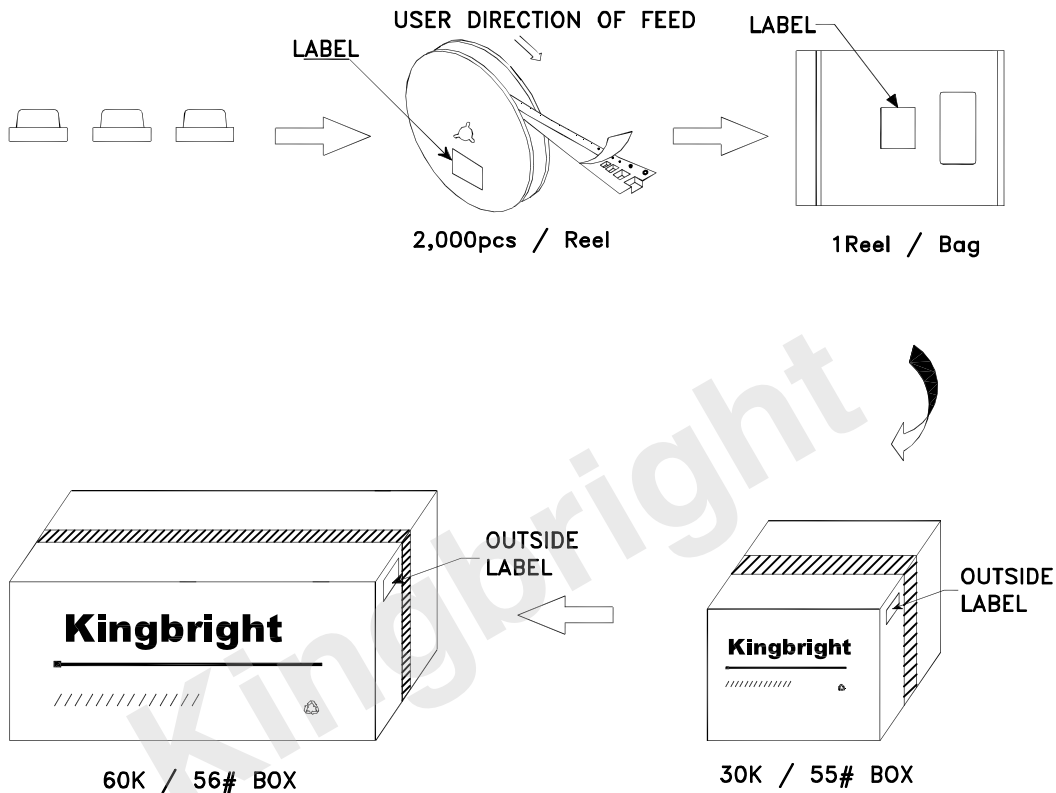 USER DIRECTION OF FEED
LABEL
LABEL
2,000pcs / Reel
1Reel / Bag
OUTSIDE
LABEL
OUTSIDE
LABEL
Kingbright
Kingbright
60K / 56# BOX
30K / 55# BOX
Kingbright